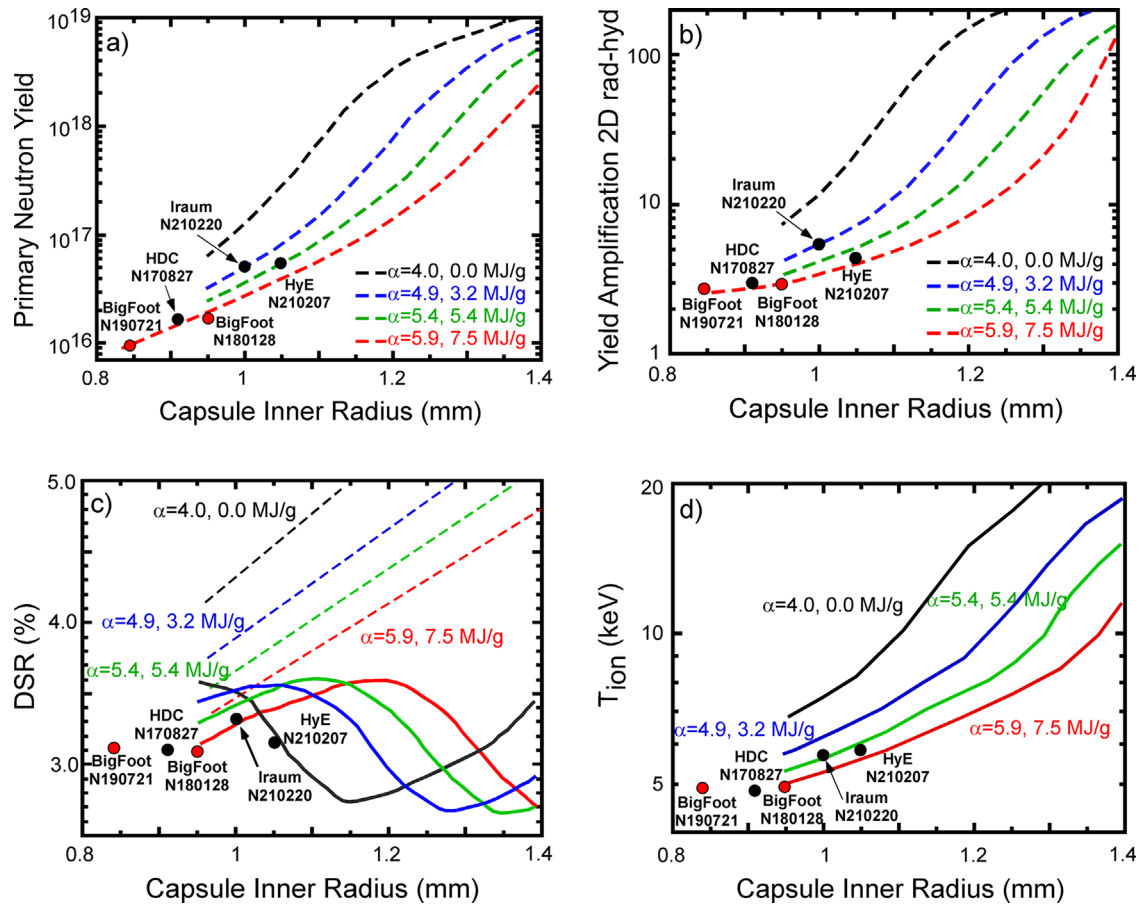 a)
Primary Neutron Yield
10^19
10^18
10^17
10^16
Iraum
N210220
HDC
N170827
BigFoot
N190721
BigFoot
N180128
HyE
N210207
α=4.0, 0.0 MJ/g
α=4.9, 3.2 MJ/g
α=5.4, 5.4 MJ/g
α=5.9, 7.5 MJ/g
0.8 1 1.2 1.4
Capsule Inner Radius (mm)
b)
Yield Amplification 2D rad-hyd
100
10
1
Iraum
N210220
HDC
N170827
BigFoot
N190721
BigFoot
N180128
HyE
N210207
α=4.0, 0.0 MJ/g
α=4.9, 3.2 MJ/g
α=5.4, 5.4 MJ/g
α=5.9, 7.5 MJ/g
0.8 1 1.2 1.4
Capsule Inner Radius (mm)
c)
DSR (%)
5.0
4.0
3.0
α=4.0, 0.0 MJ/g
α=4.9, 3.2 MJ/g
α=5.9, 7.5 MJ/g
α=5.4, 5.4 MJ/g
HDC
N170827
HyE
N210207
BigFoot
N190721
BigFoot
N180128
Iraum
N210220
0.8 1 1.2 1.4
Capsule Inner Radius (mm)
d)
Tion (keV)
20
10
5
α=4.0, 0.0 MJ/g
α=5.4, 5.4 MJ/g
α=4.9, 3.2 MJ/g
α=5.9, 7.5 MJ/g
HDC
N170827
HyE
N210207
BigFoot
N190721
BigFoot
N180128
Iraum
N210220
0.8 1 1.2 1.4
Capsule Inner Radius (mm)